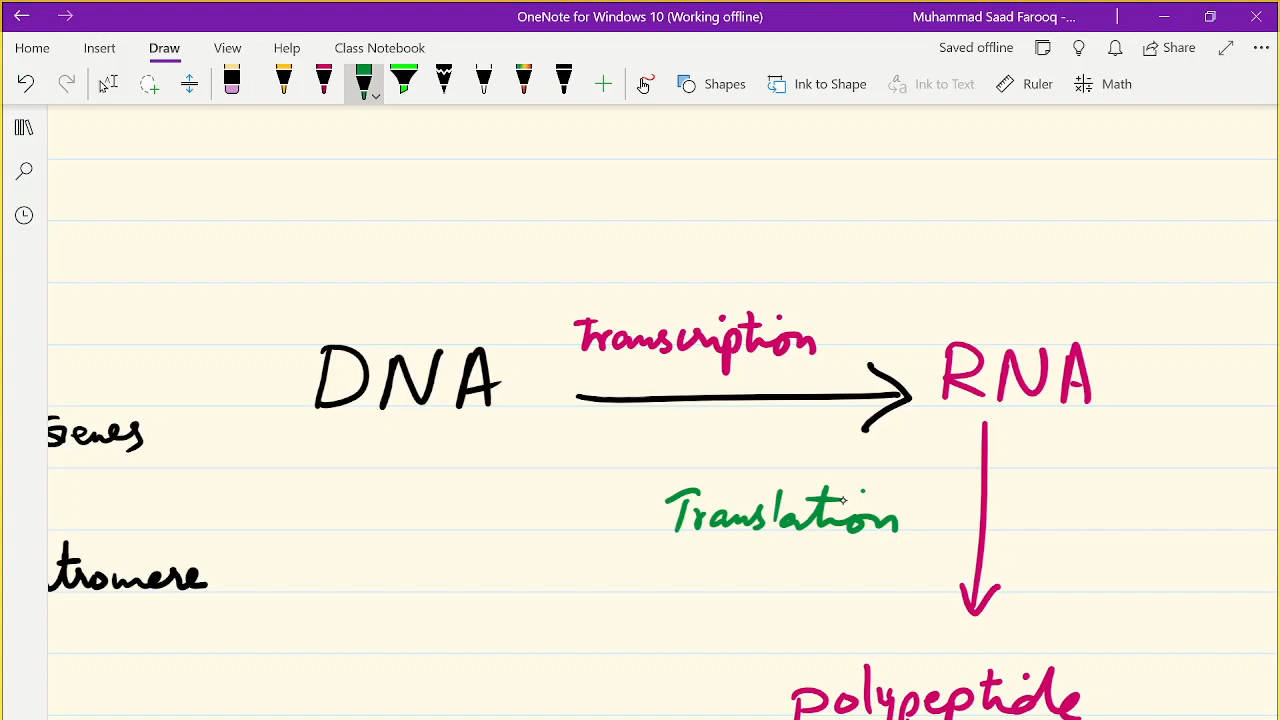 OneNote for Windows 10 (Working offline)
Muhammad Saad Farooq -...
Home Insert Draw View Help Class Notebook
Saved offline Share
Shapes Ink to Shape Ink to Text Ruler Math
Transcription
DNA RNA
Genes
Translation
tromere
polypeptide